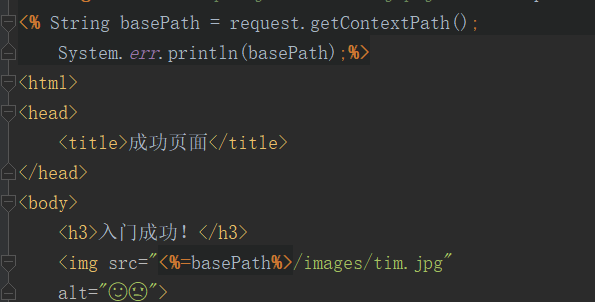 <% String basePath = request.getContextPath();
System.err.println(basePath);%>
<html>
<head>
<title>成功页面</title>
</head>
<body>
<h3>入门成功! </h3>
<img src="<%=basePath%>/images/tim.jpg"
alt="🙂😟">